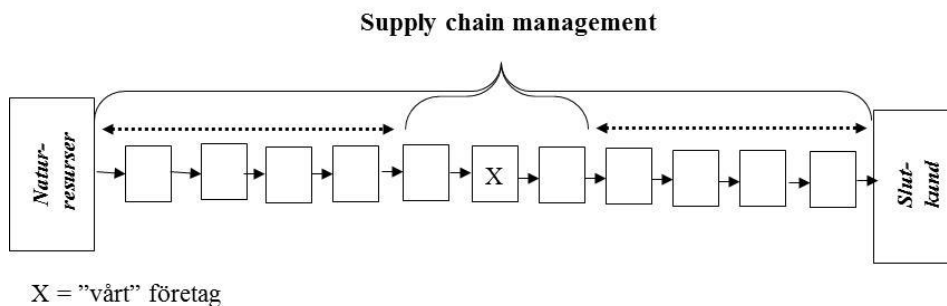 Supply chain management
Natur-
resurser
X
Slut-
kund
X = ”vårt” företag